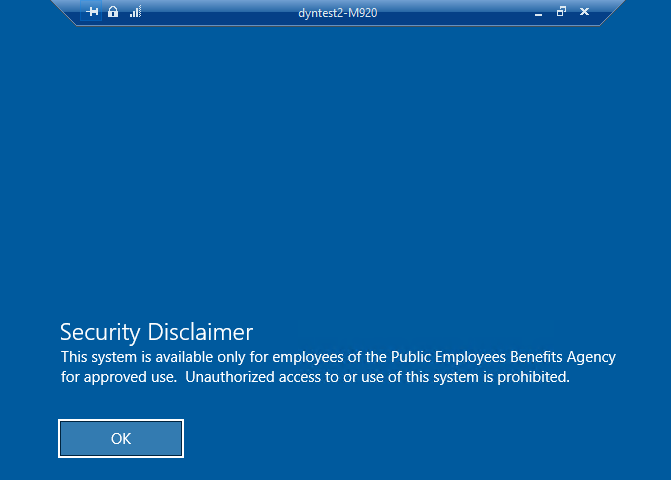 dyntest2-M920
Security Disclaimer
This system is available only for employees of the Public Employees Benefits Agency
for approved use.  Unauthorized access to or use of this system is prohibited.
OK